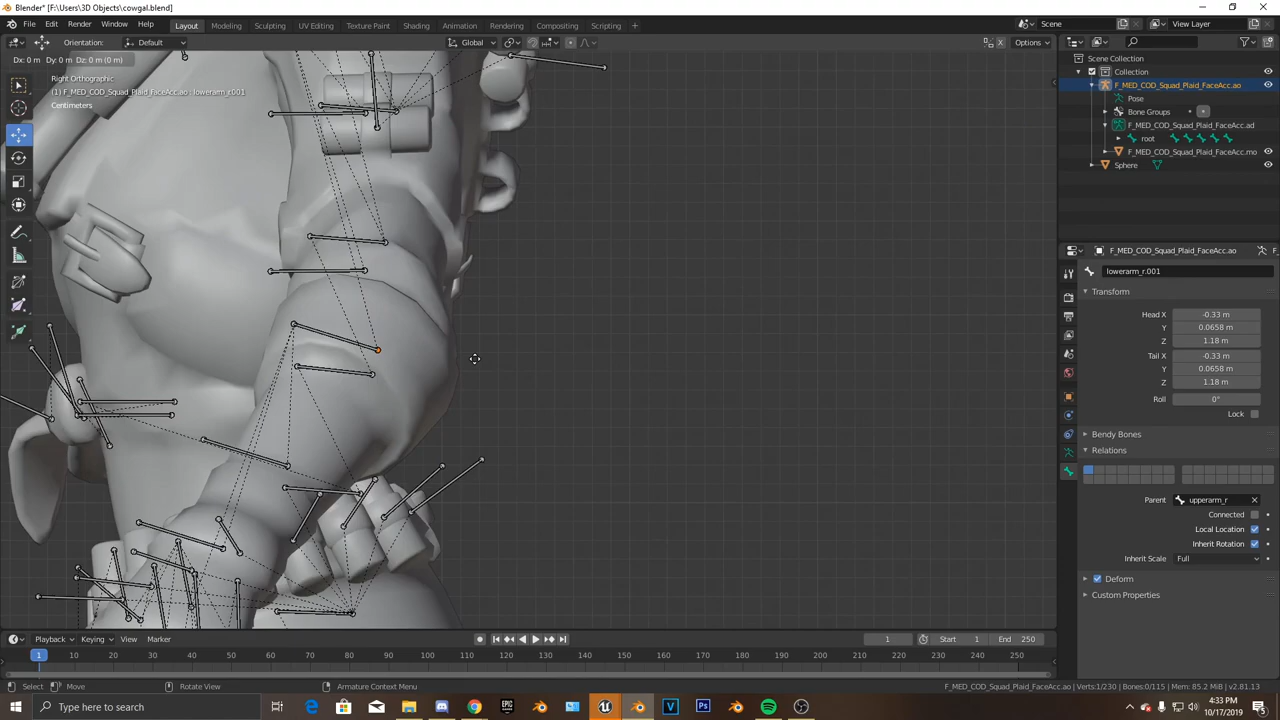 Blender* [F:\Users\3D Objects\cowgal.blend]
File Edit Render Window Help Layout Modeling Sculpting UV Editing Texture Paint Shading Animation Rendering Compositing Scripting + Scene View Layer
Orientation: Default Global Options
Dx: 0 m Dy: 0 m Dz: 0 m (0 m)
Right Orthographic
(1) F_MED_COD_Squad_Plaid_FaceAcc.ao : lowerarm_r.001
Centimeters
Scene Collection
Collection
F_MED_COD_Squad_Plaid_FaceAcc.ao
Pose
Bone Groups
F_MED_COD_Squad_Plaid_FaceAcc.ad
root
F_MED_COD_Squad_Plaid_FaceAcc.mo
Sphere
F_MED_COD_Squad_Plaid_FaceAcc.ao F_
lowerarm_r.001
Transform
Head X -0.33 m
Y 0.0658 m
Z 1.18 m
Tail X -0.33 m
Y 0.0658 m
Z 1.18 m
Roll 0°
Lock
Bendy Bones
Relations
Parent upperarm_r
Connected
Local Location
Inherit Rotation
Inherit Scale Full
Deform
Custom Properties
Playback Keying View Marker 1 Start 1 End 250
1 10 20 30 40 50 60 70 80 90 100 110 120 130 140 150 160 170 180 190 200 210 220 230 240 250
Select Move Rotate View Armature Context Menu F_MED_COD_Squad_Plaid_FaceAcc.ao | Verts:1/230 | Bones:0/115 | Mem: 85.2 MiB | v2.81.13
Type here to search
4:33 PM
10/17/2019